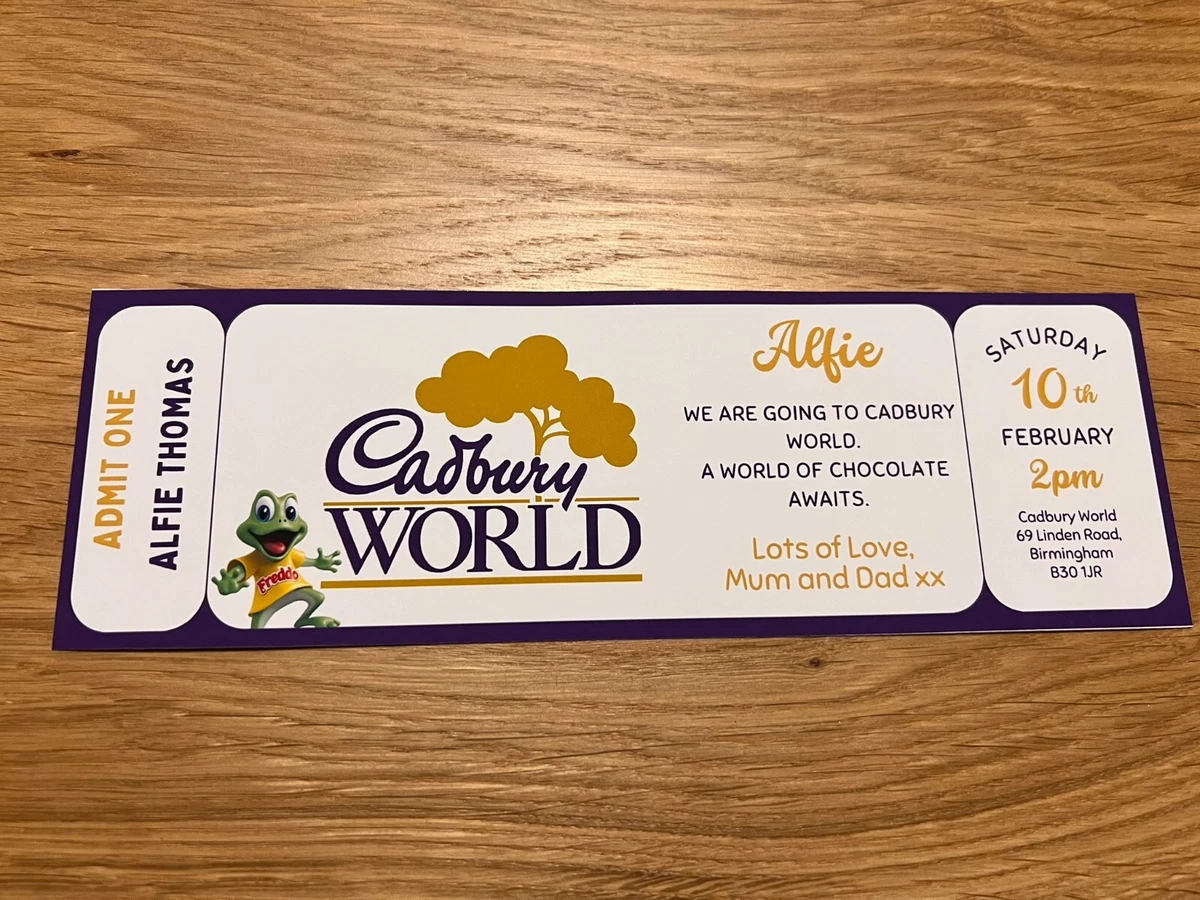 ADMIT ONE
ALFIE THOMAS
Cadbury
WORLD
Freddo
Alfie
WE ARE GOING TO CADBURY
WORLD.
A WORLD OF CHOCOLATE
AWAITS.
Lots of Love,
Mum and Dad xx
SATURDAY
10th
FEBRUARY
2pm
Cadbury World
69 Linden Road,
Birmingham
B30 1JR